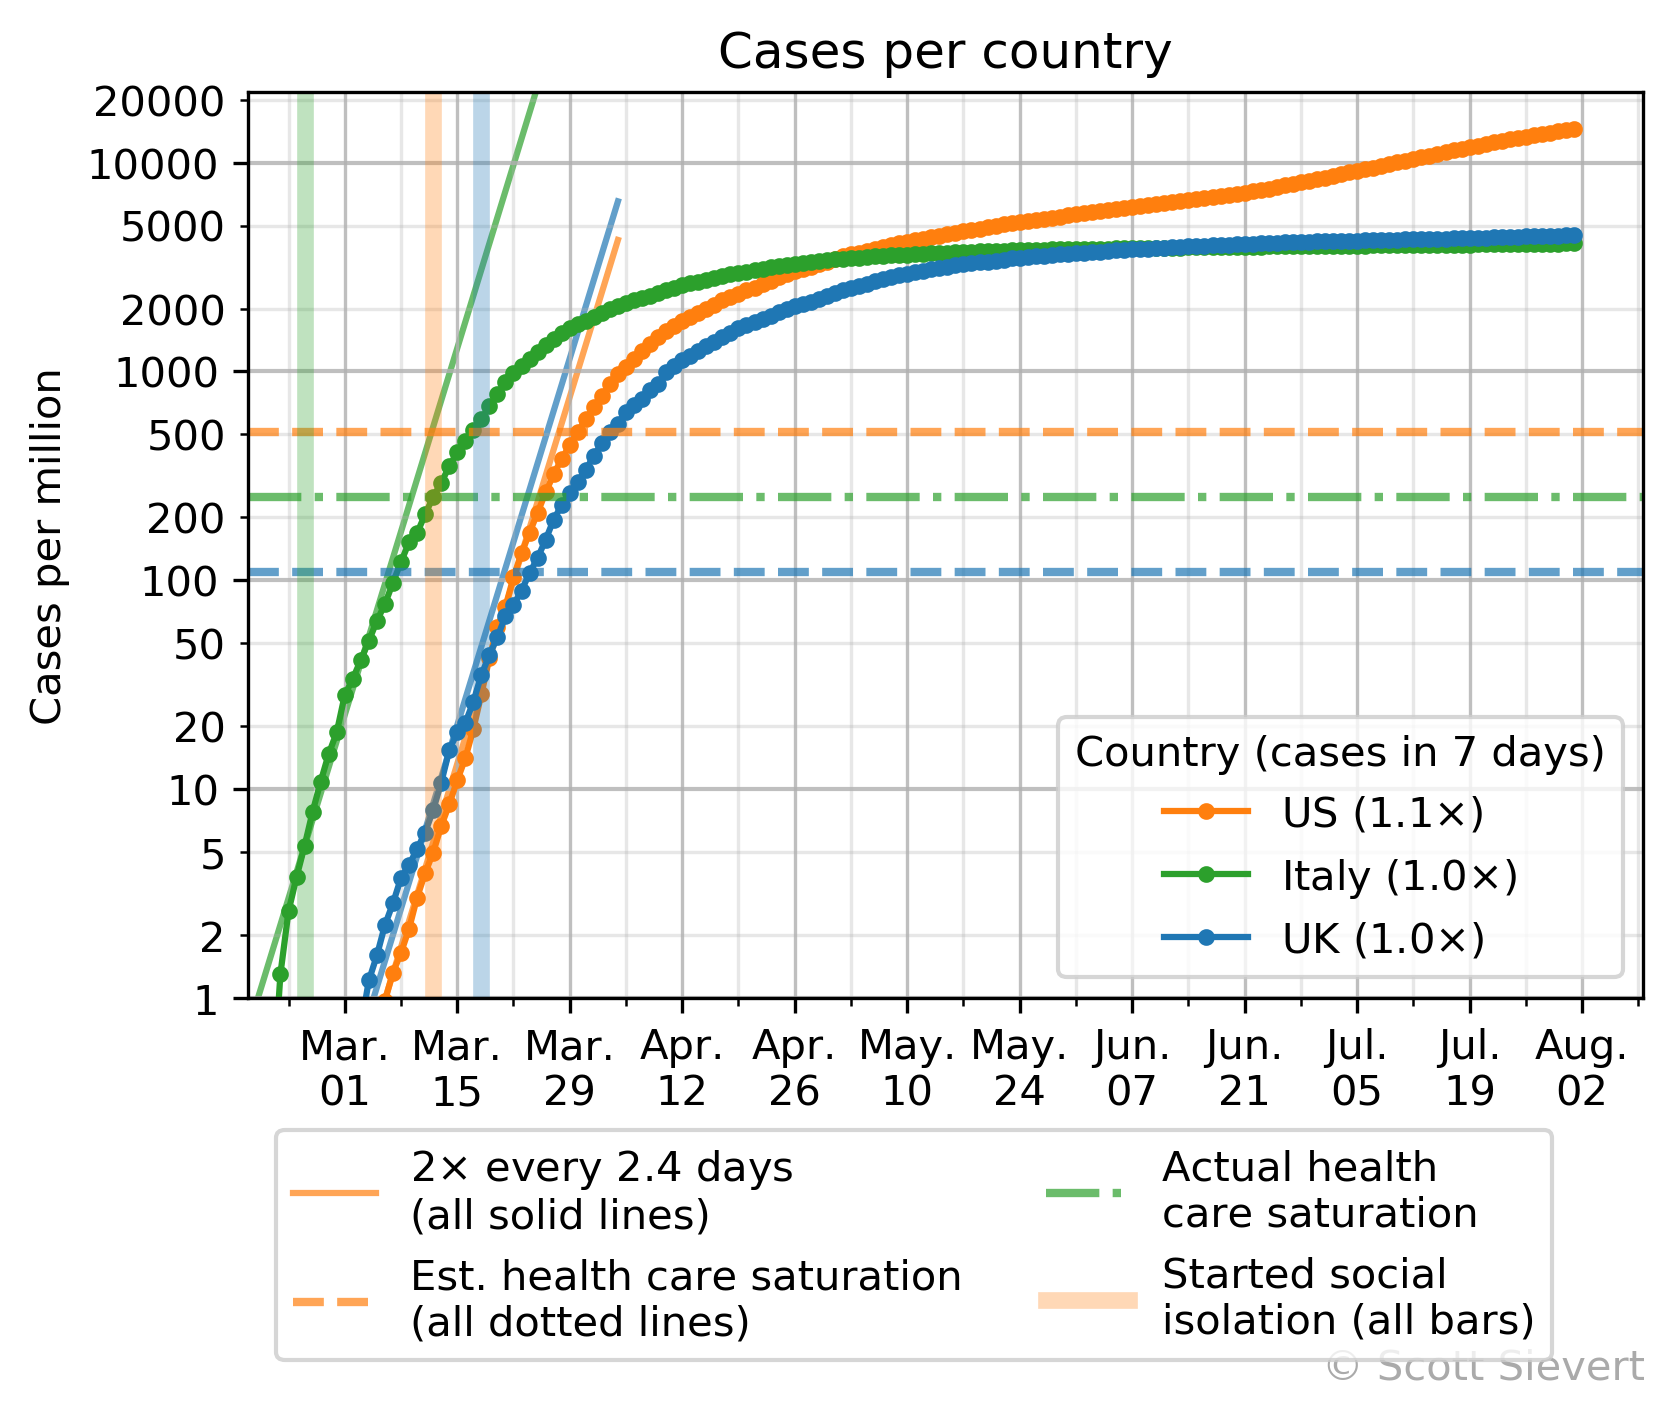 Cases per country
Cases per million
20000
10000
5000
2000
1000
500
200
100
50
20
10
5
2
1
Mar. Mar. Mar. Apr. Apr. May. May. Jun. Jun. Jul. Jul. Aug.
01 15 29 12 26 10 24 07 21 05 19 02
Country (cases in 7 days)
US (1.1×)
Italy (1.0×)
UK (1.0×)
2× every 2.4 days
(all solid lines)
Est. health care saturation
(all dotted lines)
Actual health
care saturation
Started social
isolation (all bars)
© Scott Sievert